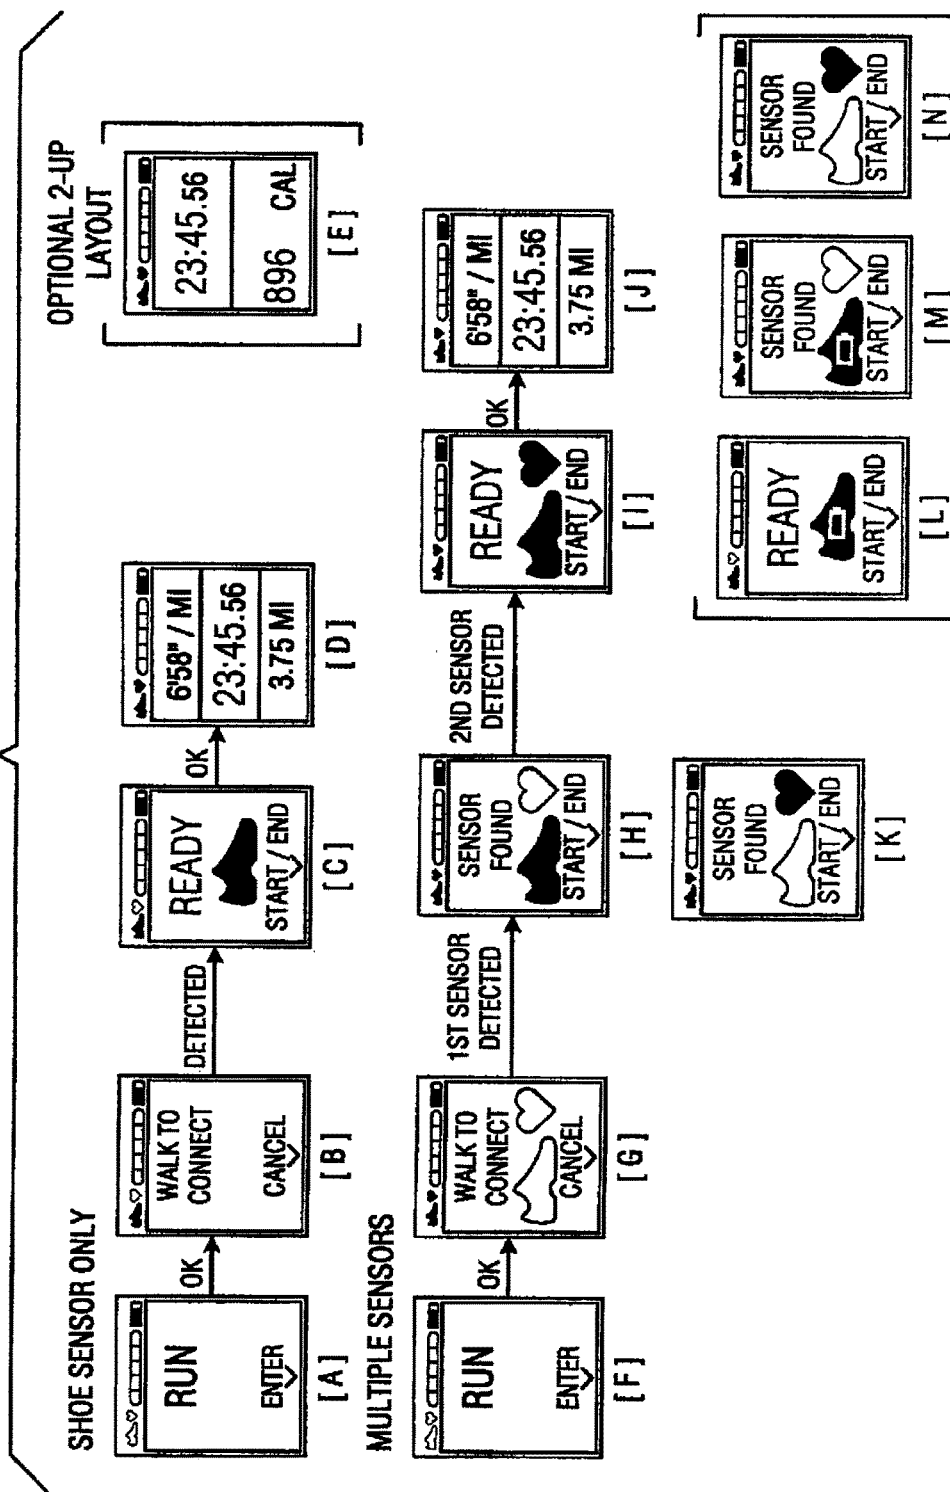 SHOE SENSOR ONLY
RUN
ENTER
[A]
OK
WALK TO
CONNECT
CANCEL
[B]
DETECTED
READY
START / END
[C]
OK
6'58" / MI
23:45.56
3.75 MI
[D]
OPTIONAL 2-UP
LAYOUT
23:45.56
896 CAL
[E]
MULTIPLE SENSORS
RUN
ENTER
[F]
OK
WALK TO
CONNECT
CANCEL
[G]
1ST SENSOR
DETECTED
SENSOR
FOUND
START / END
[H]
2ND SENSOR
DETECTED
READY
START / END
[I]
OK
6'58" / MI
23:45.56
3.75 MI
[J]
SENSOR
FOUND
START / END
[K]
READY
START / END
[L]
SENSOR
FOUND
START / END
[M]
SENSOR
FOUND
START / END
[N]